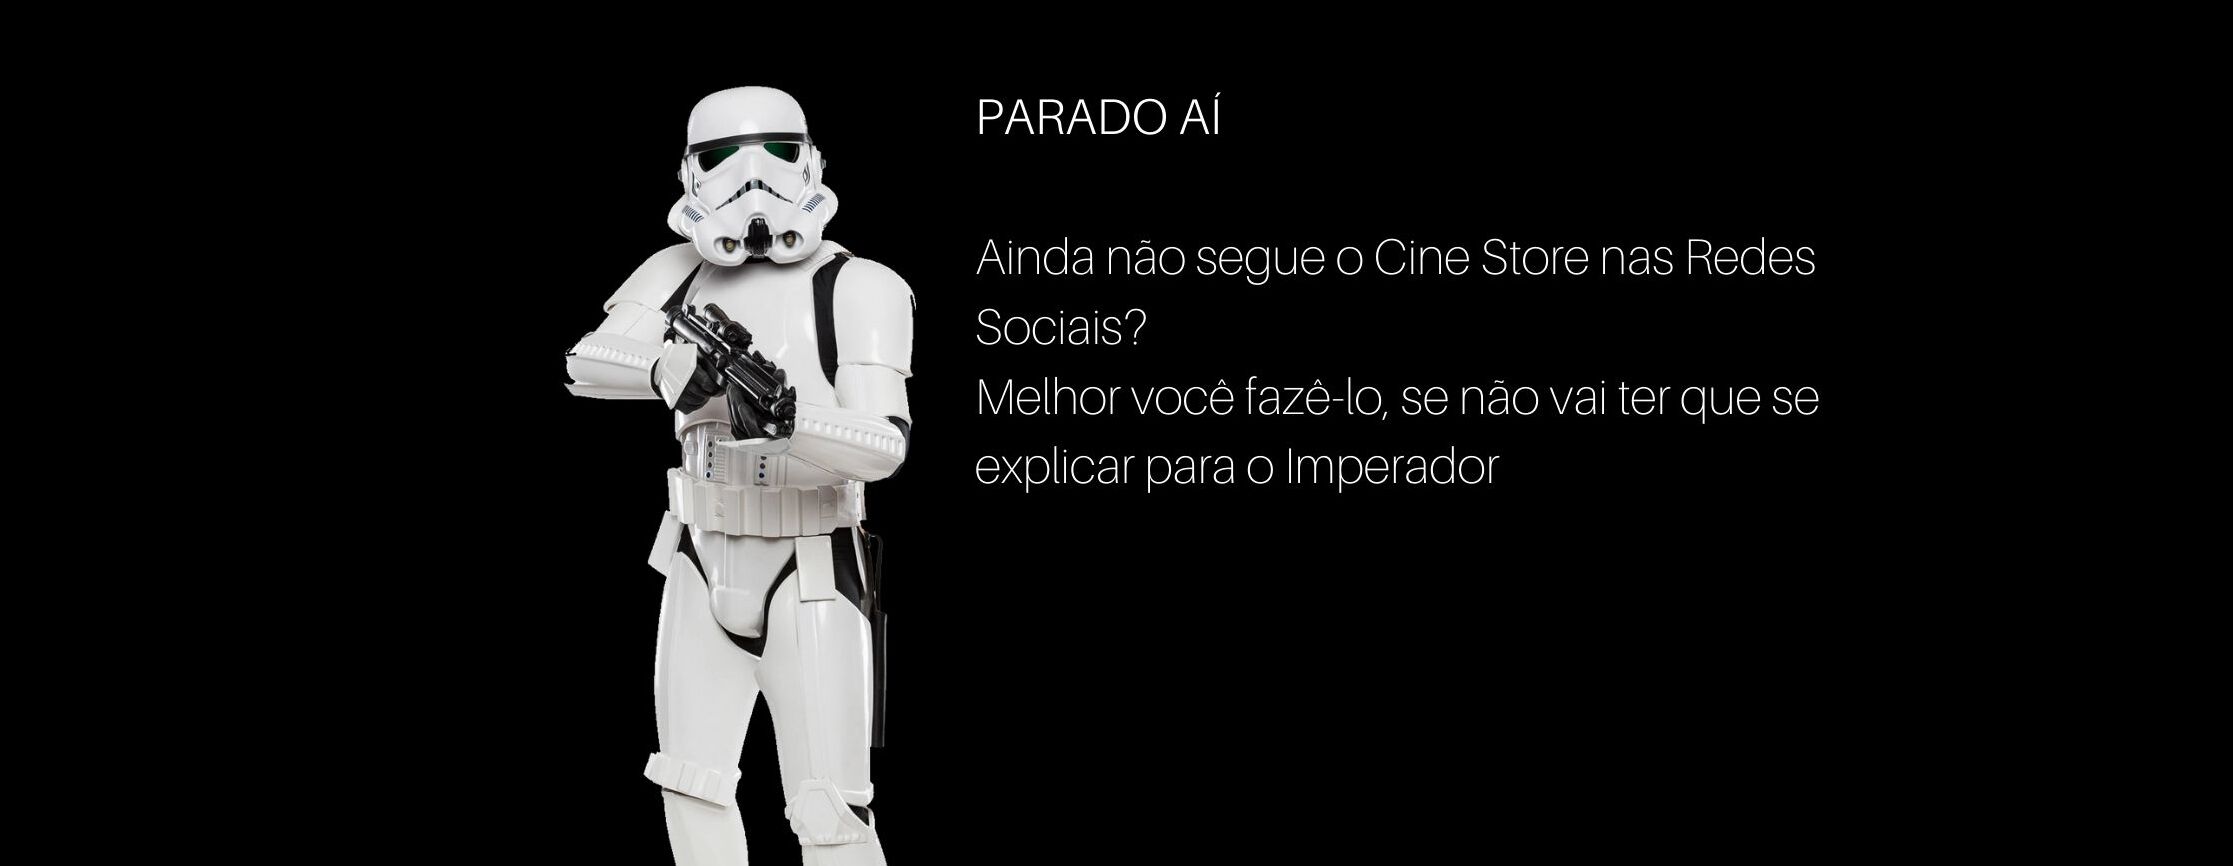 PARADO AÍ
Ainda não segue o Cine Store nas Redes
Sociais?
Melhor você fazê-lo, se não vai ter que se
explicar para o Imperador